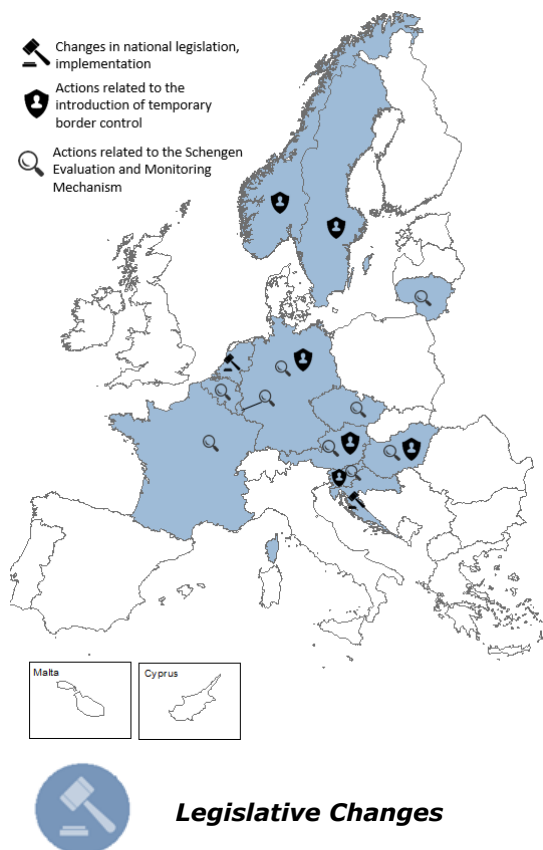 Changes in national legislation,
implementation
Actions related to the
introduction of temporary
border control
Actions related to the Schengen
Evaluation and Monitoring
Mechanism
Malta
Cyprus
Legislative Changes